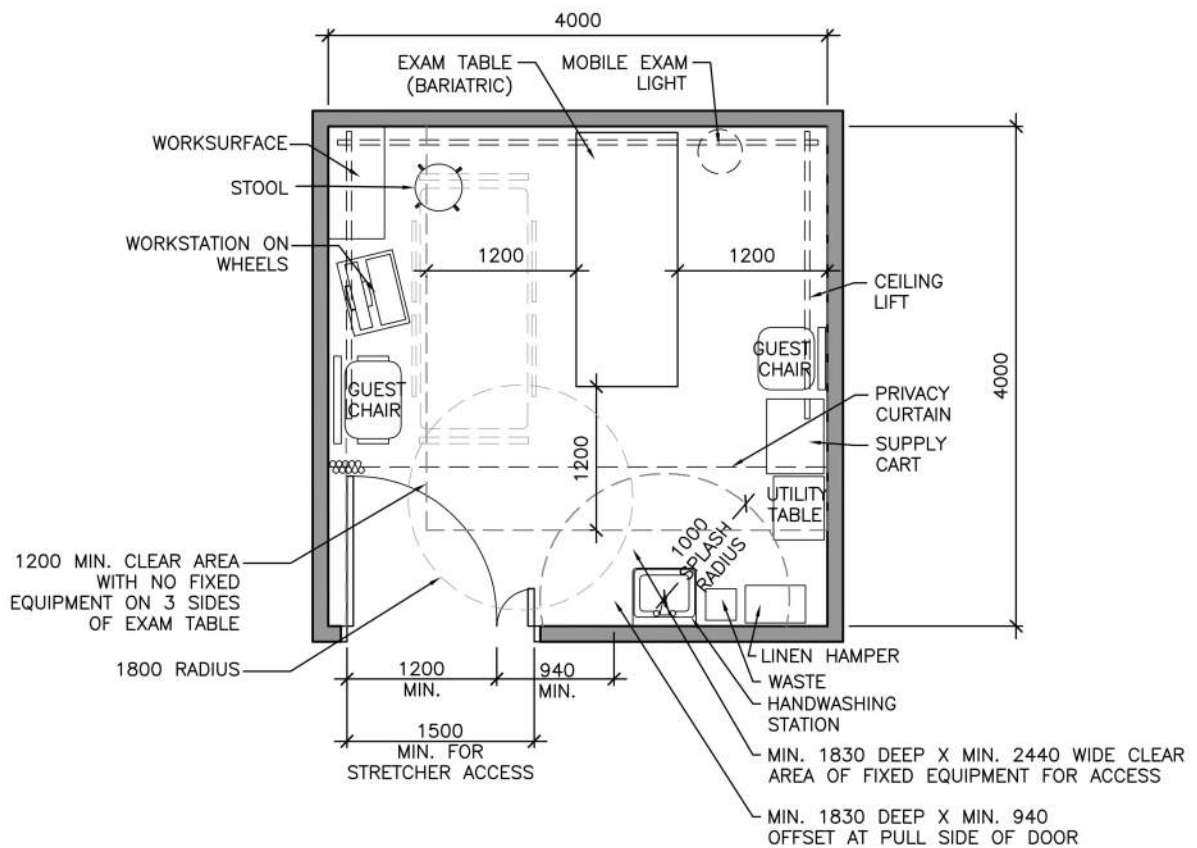 4000
EXAM TABLE
(BARIATRIC)
MOBILE EXAM
LIGHT
WORKSURFACE
STOOL
WORKSTATION ON
WHEELS
1200
1200
CEILING
LIFT
GUEST
CHAIR
GUEST
CHAIR
4000
PRIVACY
CURTAIN
SUPPLY
CART
1200
UTILITY
TABLE
1000
SPLASH
RADIUS
1200 MIN. CLEAR AREA
WITH NO FIXED
EQUIPMENT ON 3 SIDES
OF EXAM TABLE
1800 RADIUS
1200
MIN.
940
MIN.
1500
MIN. FOR
STRETCHER ACCESS
LINEN HAMPER
WASTE
HANDWASHING
STATION
MIN. 1830 DEEP X MIN. 2440 WIDE CLEAR
AREA OF FIXED EQUIPMENT FOR ACCESS
MIN. 1830 DEEP X MIN. 940
OFFSET AT PULL SIDE OF DOOR